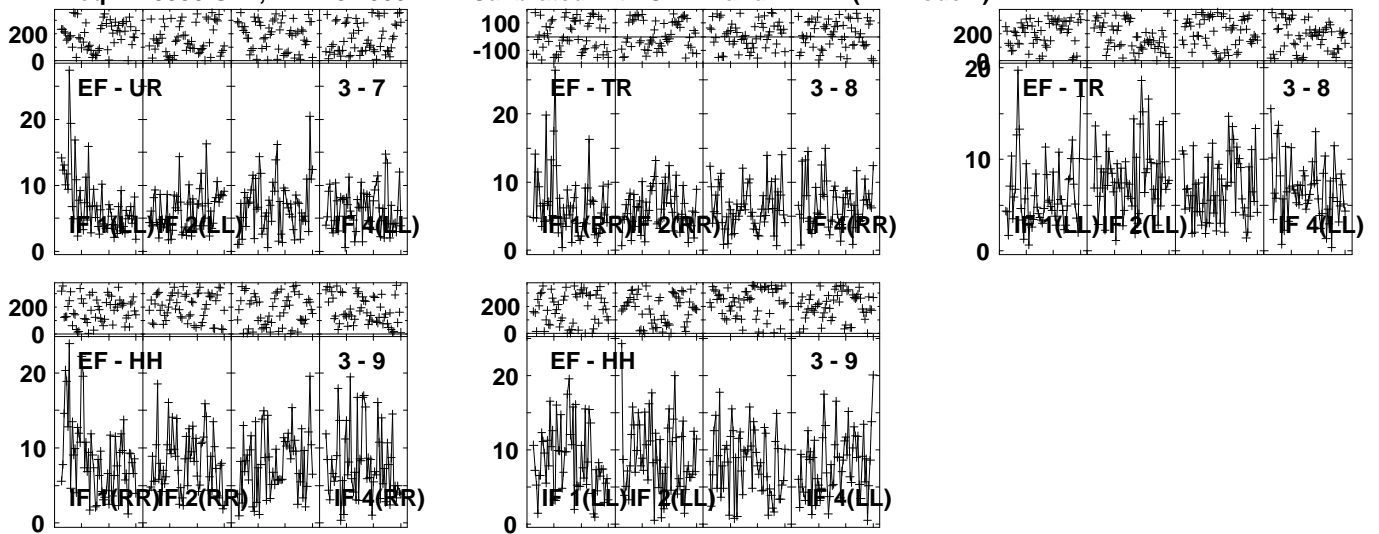 200
0
EF - UR 3 - 7
20
10
0
IF 1(LL) IF 2(LL) IF 4(LL)
100
-100
EF - TR 3 - 8
20
10
0
IF 1(RR) IF 2(RR) IF 4(RR)
200
0
20
EF - TR 3 - 8
10
0
IF 1(LL) IF 2(LL) IF 4(LL)
200
0
EF - HH 3 - 9
20
10
0
IF 1(RR) IF 2(RR) IF 4(RR)
200
0
EF - HH 3 - 9
20
10
0
IF 1(LL) IF 2(LL) IF 4(LL)